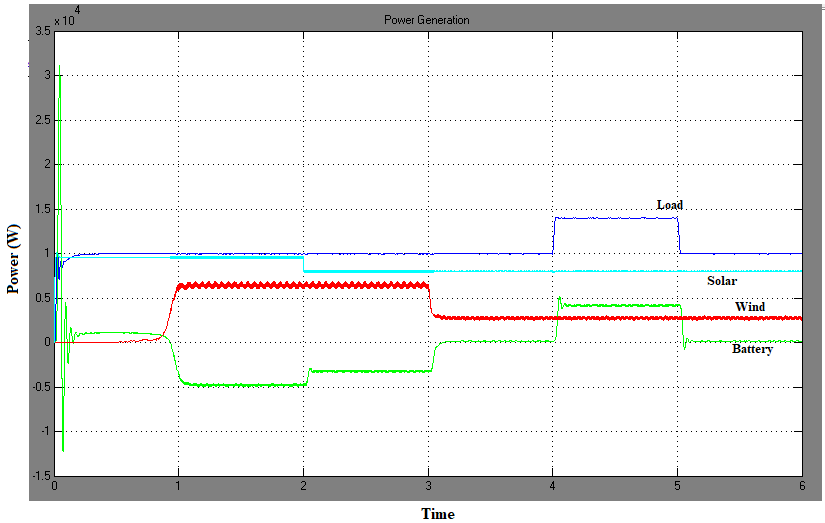 Power Generation
x 10^4
3.5
3
2.5
2
1.5
1
0.5
0
-0.5
-1
-1.5
0 1 2 3 4 5 6
Power (W)
Time
Load
Solar
Wind
Battery